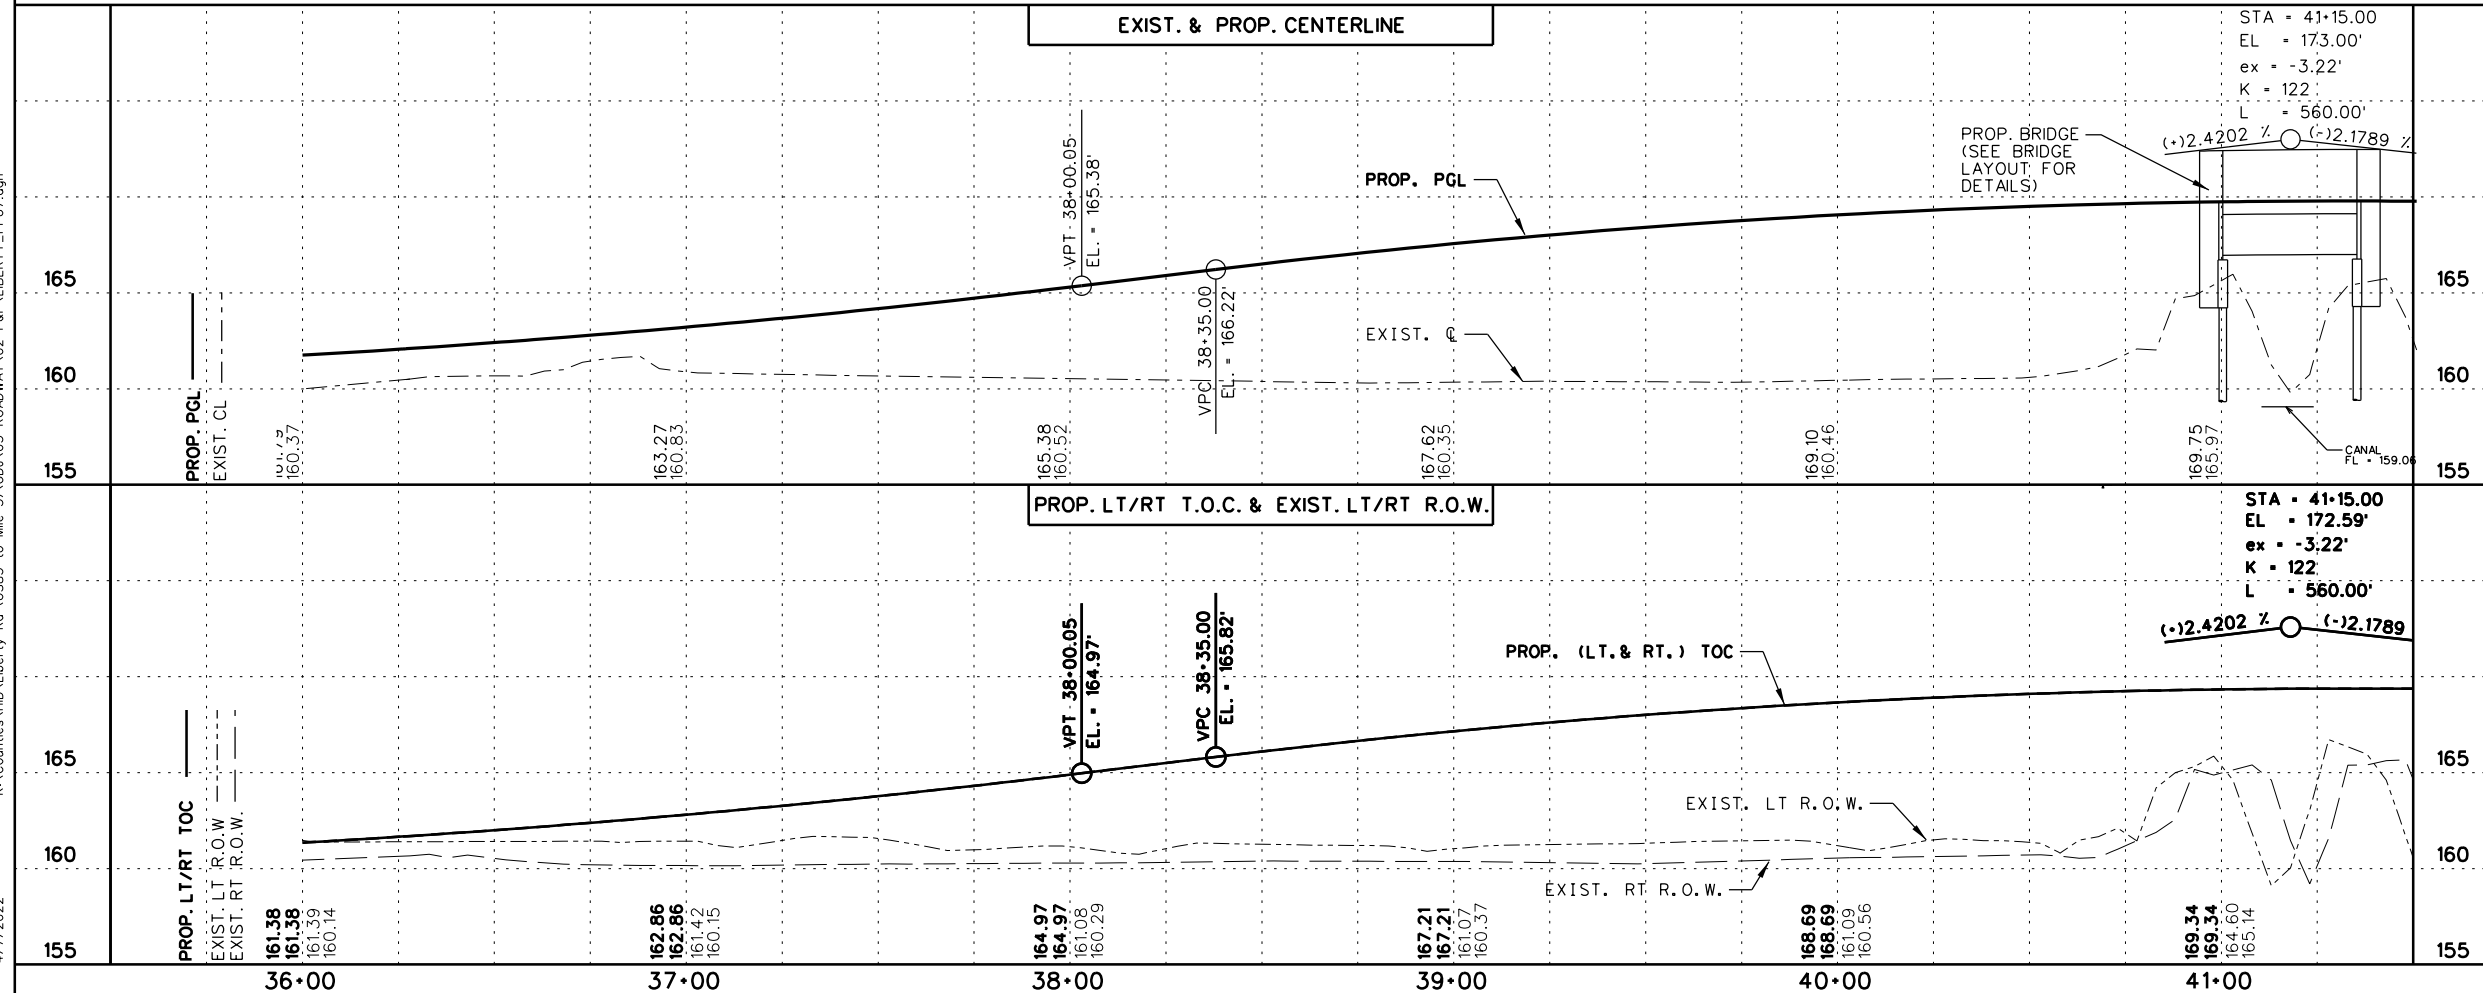 EXIST. & PROP. CENTERLINE
STA = 41+15.00
EL = 173.00'
ex = -3.22'
K = 122
L = 560.00'
(+)2.4202 %
(-)2.1789 %
PROP. BRIDGE
(SEE BRIDGE
LAYOUT FOR
DETAILS)
VPT 38+00.05
EL. = 165.38'
PROP. PGL
VPC 38+35.00
EL. = 166.22'
EXIST. ℄
165
165
160
160
155
155
PROP. PGL
EXIST. CL
160.37
163.27
160.83
165.38
160.52
167.62
160.35
169.10
160.46
169.75
165.97
CANAL
FL = 159.06
PROP. LT/RT T.O.C. & EXIST. LT/RT R.O.W.
STA = 41+15.00
EL = 172.59'
ex = -3.22'
K = 122
L = 560.00'
(+)2.4202 %
(-)2.1789
VPT 38+00.05
EL. = 164.97'
VPC 38+35.00
EL. = 165.82'
PROP. (LT. & RT.) TOC
EXIST. LT R.O.W.
EXIST. RT R.O.W.
165
165
160
160
155
155
PROP. LT/RT TOC
EXIST. LT R.O.W
EXIST. RT R.O.W.
161.38
161.38
161.39
160.14
162.86
162.86
161.42
160.15
164.97
164.97
161.08
160.29
167.21
167.21
161.07
160.37
168.69
168.69
161.09
160.56
169.34
169.34
164.60
165.14
36+00
37+00
38+00
39+00
40+00
41+00